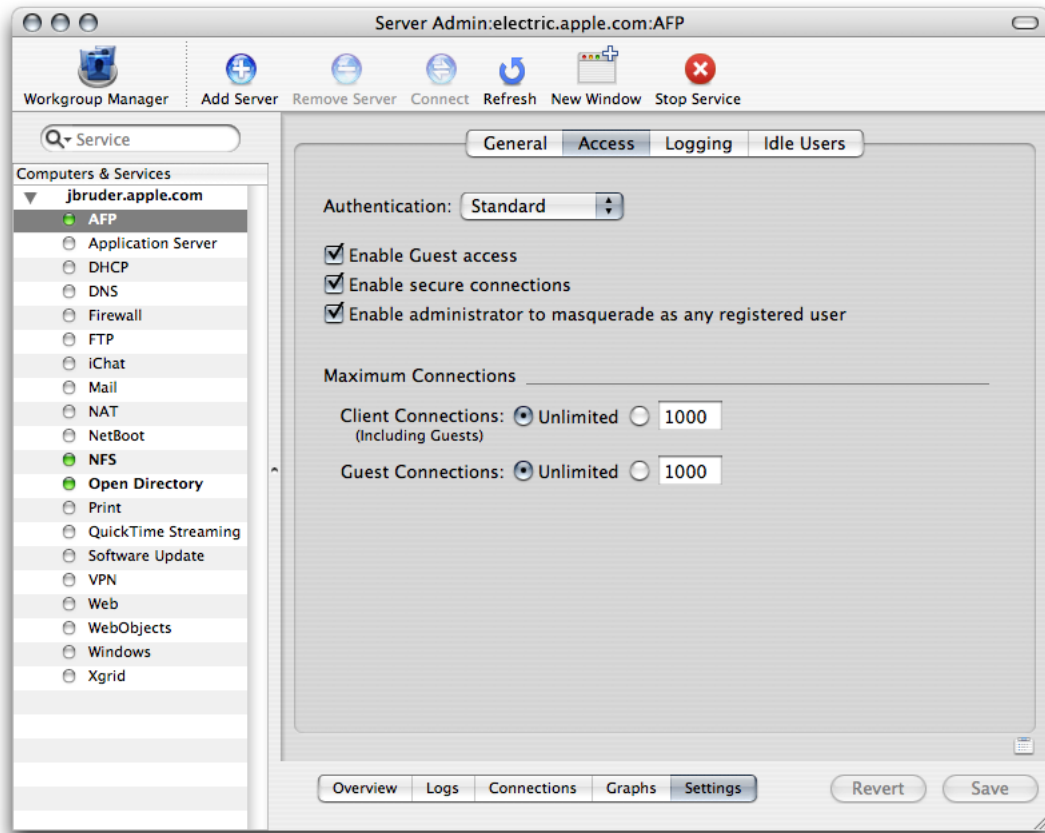 Server Admin:electric.apple.com:AFP
Workgroup Manager
Add Server
Remove Server
Connect
Refresh
New Window
Stop Service
Service
Computers & Services
jbruder.apple.com
AFP
Application Server
DHCP
DNS
Firewall
FTP
iChat
Mail
NAT
NetBoot
NFS
Open Directory
Print
QuickTime Streaming
Software Update
VPN
Web
WebObjects
Windows
Xgrid
General
Access
Logging
Idle Users
Authentication: Standard
Enable Guest access
Enable secure connections
Enable administrator to masquerade as any registered user
Maximum Connections
Client Connections: Unlimited 1000
(Including Guests)
Guest Connections: Unlimited 1000
Overview
Logs
Connections
Graphs
Settings
Revert
Save